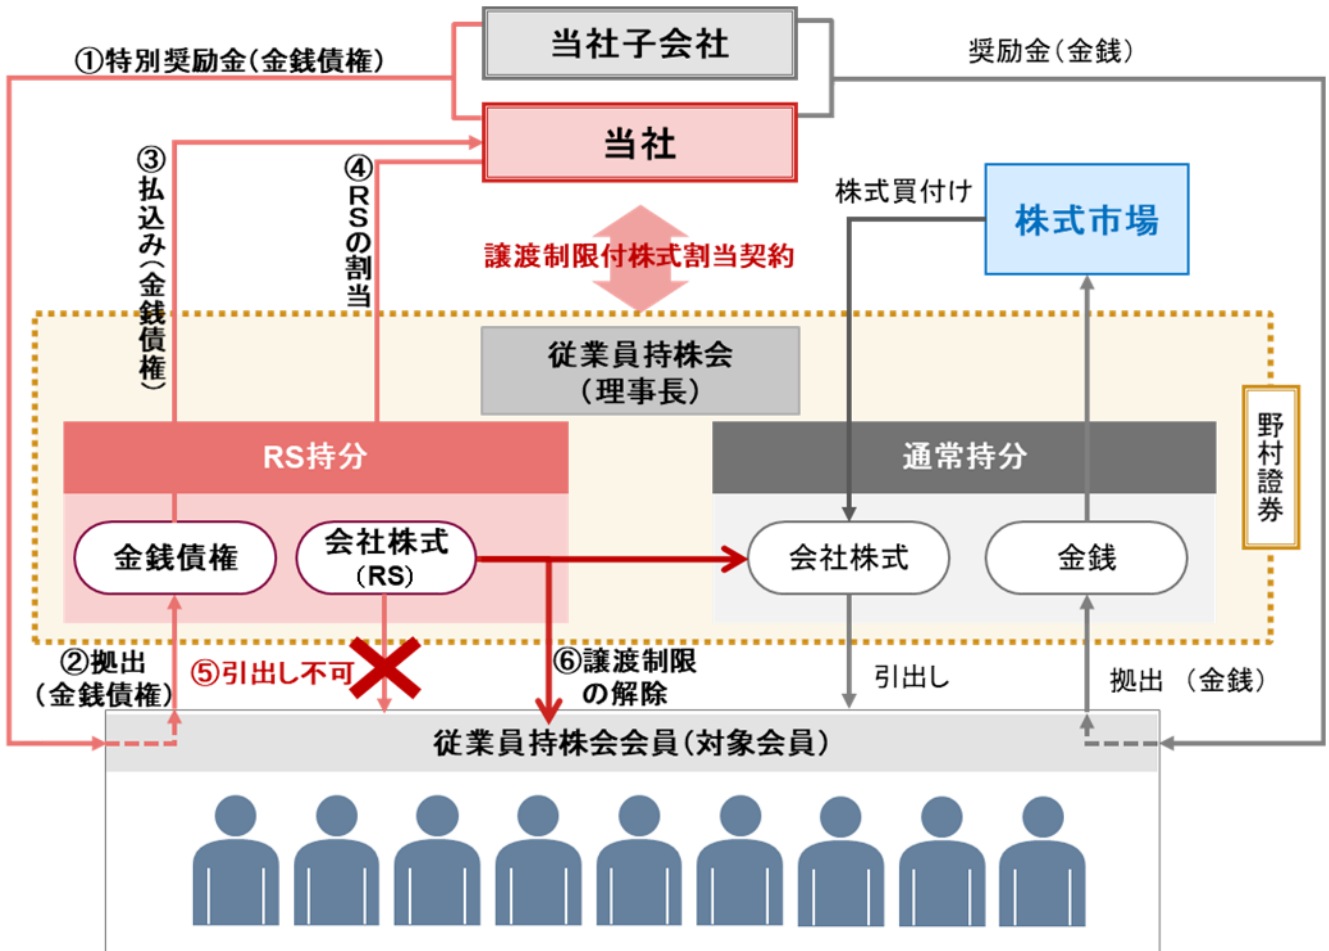 当社子会社
①特別奨励金(金銭債権)
奨励金(金銭)
当社
③払込み(金銭債権)
④RSの割当
株式買付け
株式市場
譲渡制限付株式割当契約
従業員持株会
(理事長)
野村證券
RS持分
通常持分
金銭債権
会社株式
(RS)
会社株式
金銭
②拠出
(金銭債権)
⑤引出し不可
⑥譲渡制限
の解除
引出し
拠出 (金銭)
従業員持株会会員(対象会員)